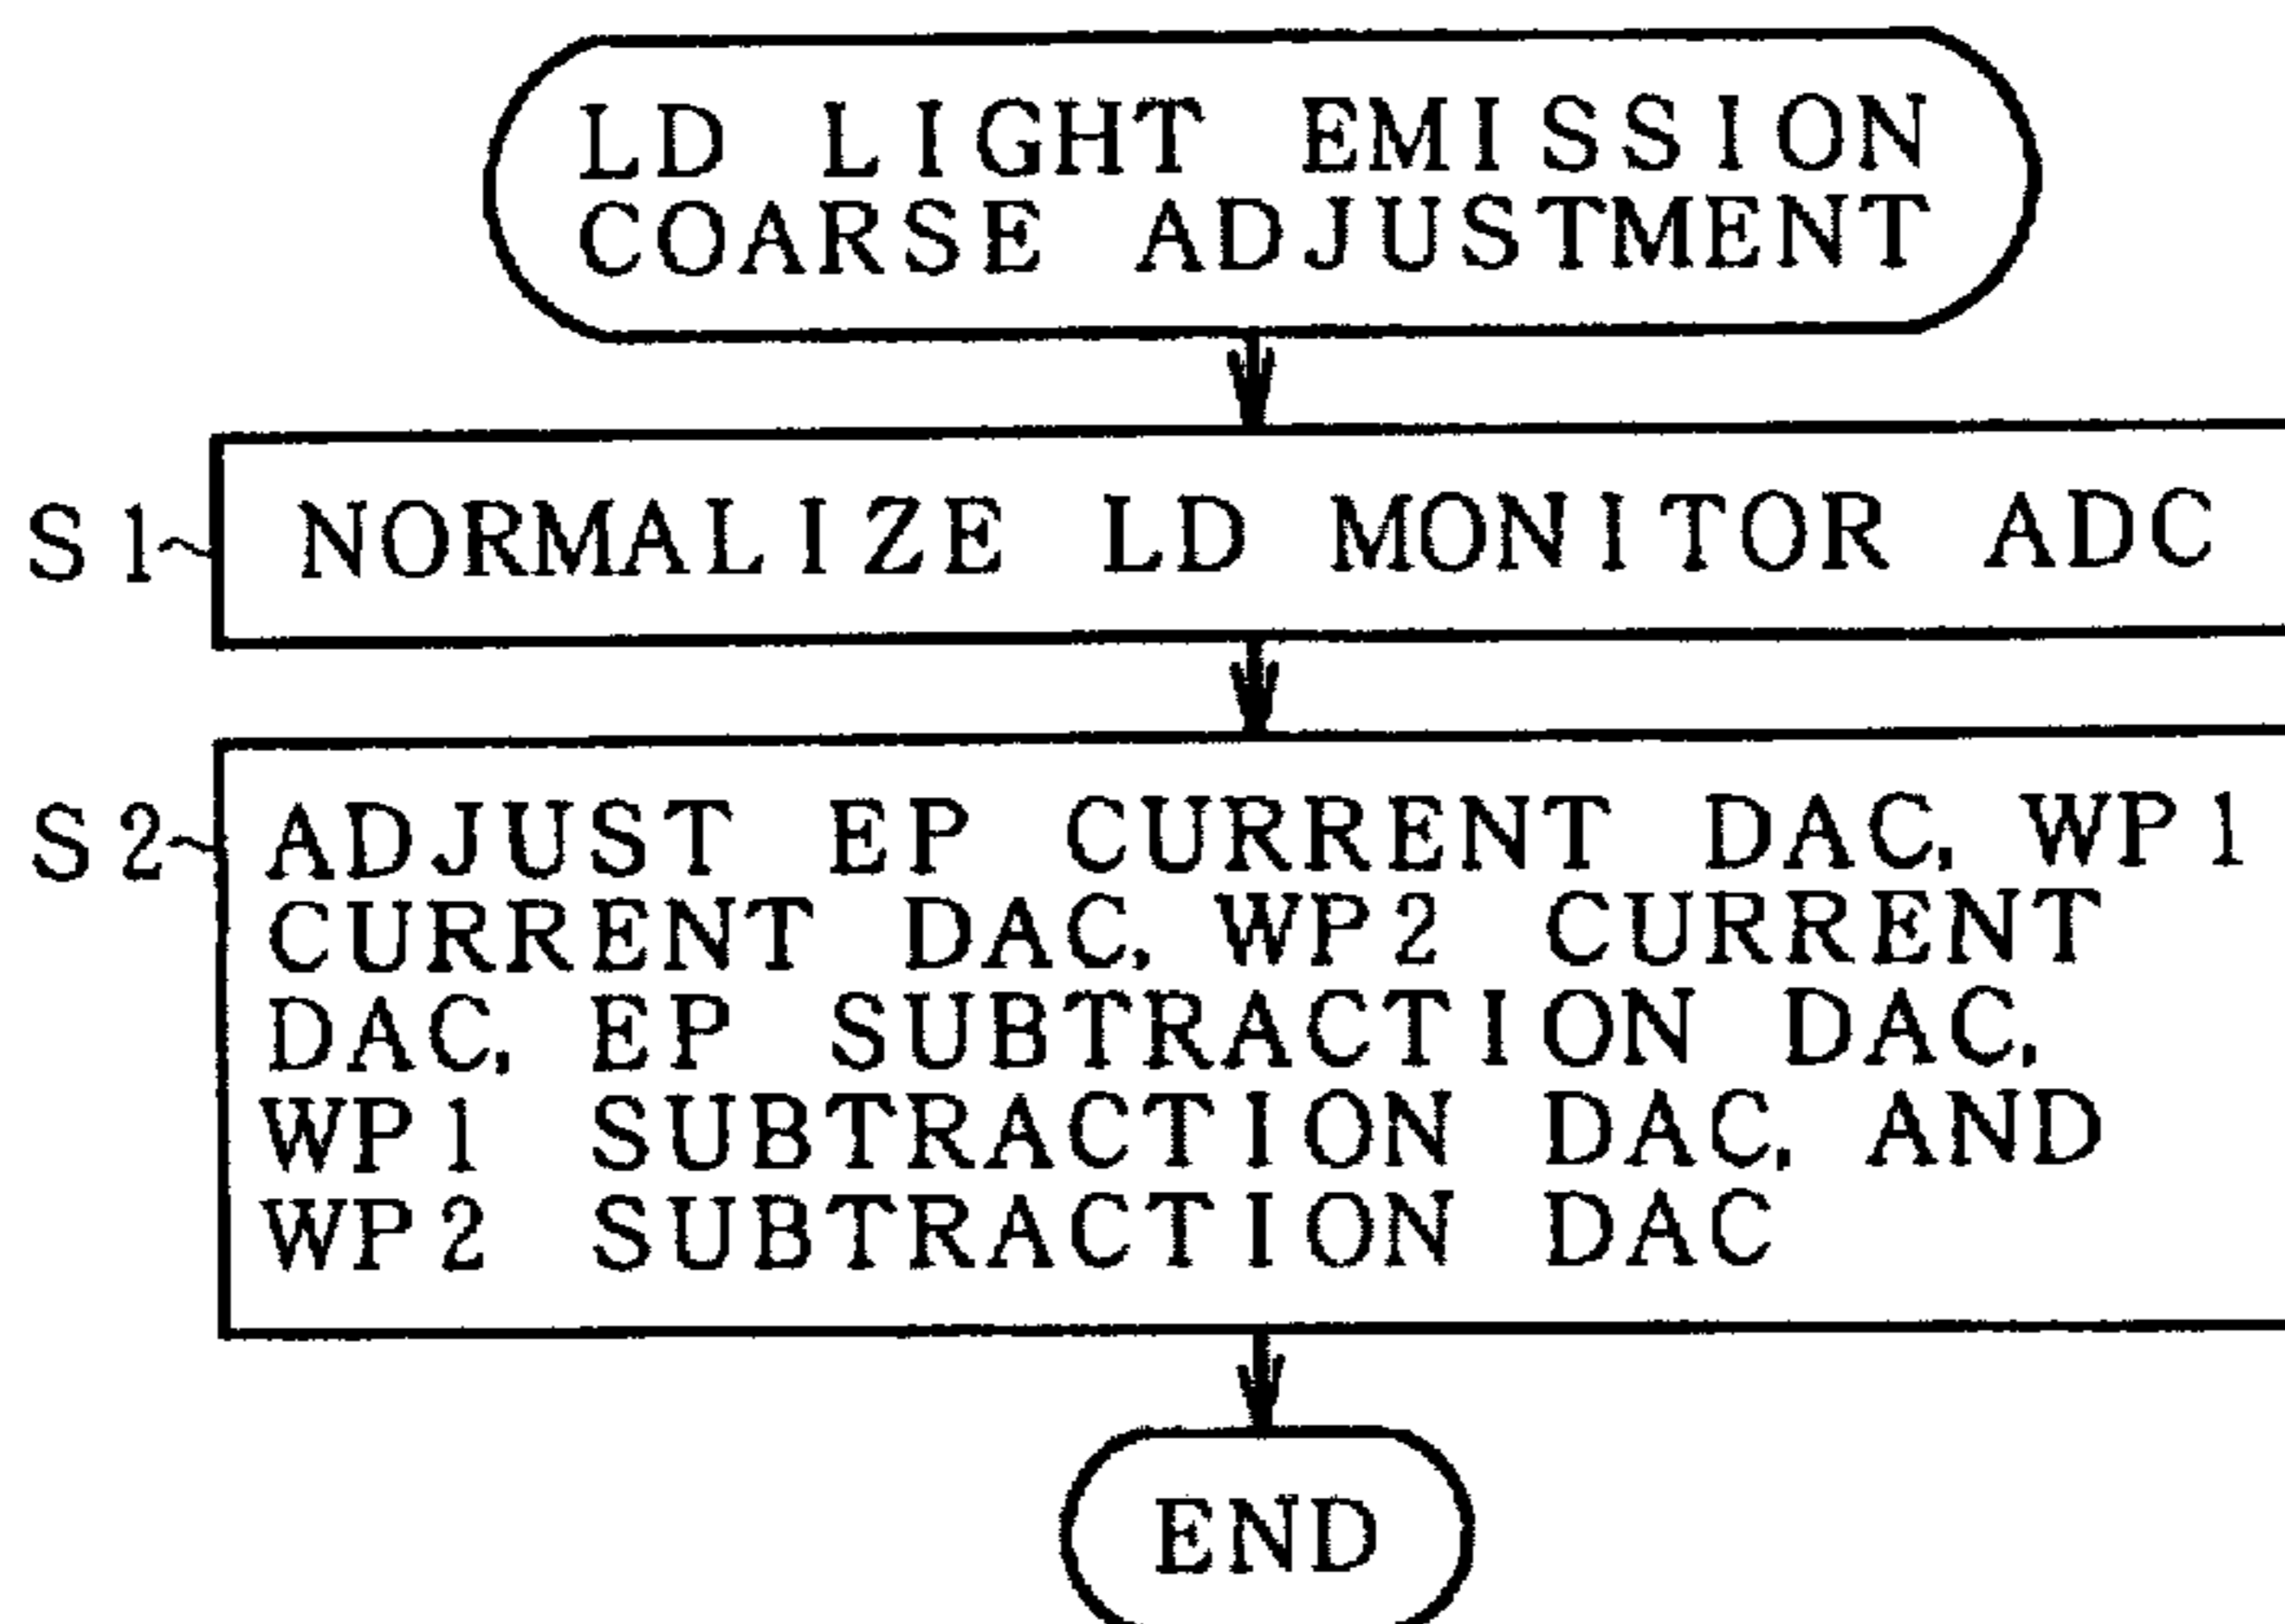 LD LIGHT EMISSION
COARSE ADJUSTMENT
S1 NORMALIZE LD MONITOR ADC
S2 ADJUST EP CURRENT DAC, WP1
CURRENT DAC, WP2 CURRENT
DAC, EP SUBTRACTION DAC,
WP1 SUBTRACTION DAC, AND
WP2 SUBTRACTION DAC
END